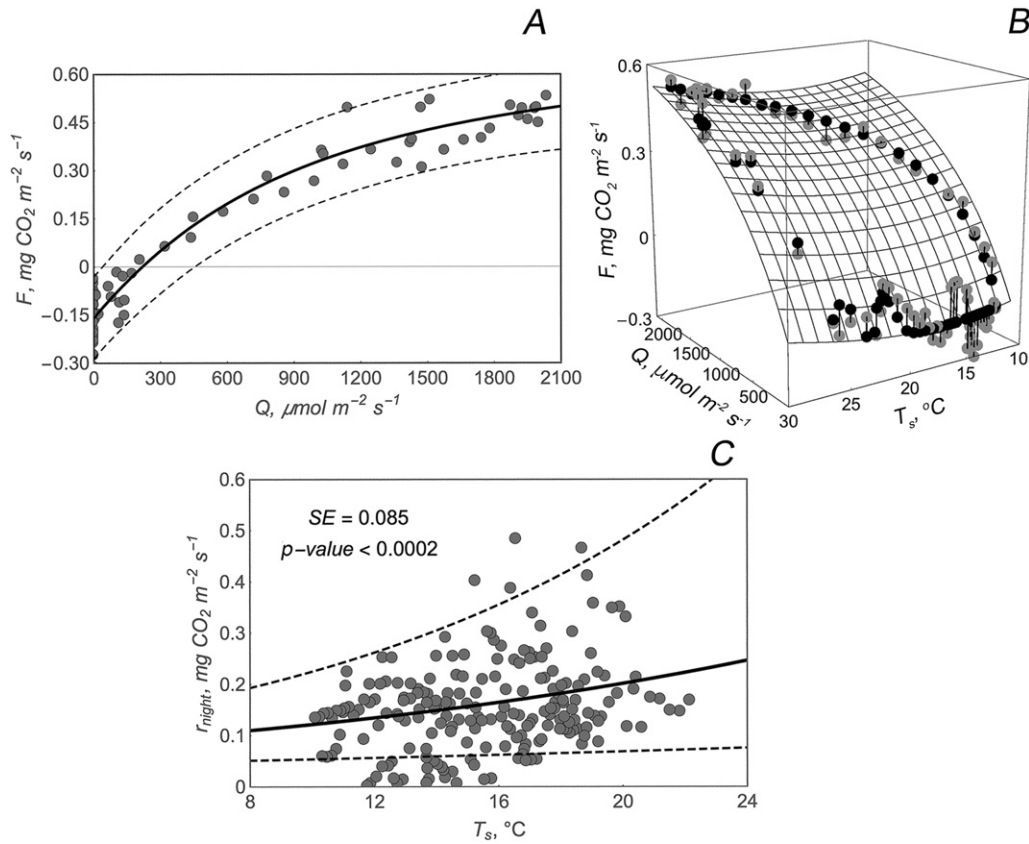 A
0.60
0.45
0.30
0.15
0
−0.15
−0.30
F, mg CO₂ m⁻² s⁻¹
0 300 600 900 1200 1500 1800 2100
Q, μmol m⁻² s⁻¹
B
0.6
0.3
0
−0.3
F, mg CO₂ m⁻² s⁻¹
2000
1500
1000
500
Q, μmol m⁻² s⁻¹
30
25
20
15
10
Tₛ, °C
C
0.6
0.5
0.4
0.3
0.2
0.1
0
r_night, mg CO₂ m⁻² s⁻¹
SE = 0.085
p−value < 0.0002
8 12 16 20 24
Tₛ, °C